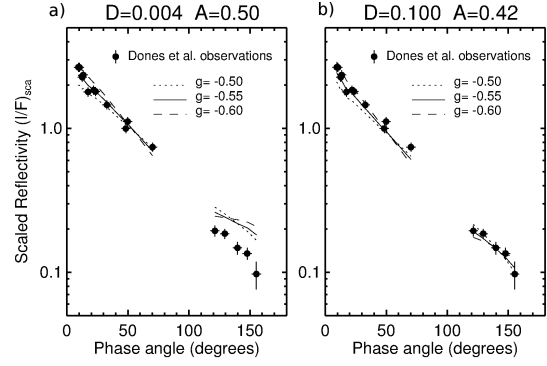 a) D=0.004 A=0.50
Dones et al. observations
g= -0.50
g= -0.55
g= -0.60
Scaled Reflectivity (I/F)sca
1.0
0.1
0 50 100 150
Phase angle (degrees)
b) D=0.100 A=0.42
Dones et al. observations
g= -0.50
g= -0.55
g= -0.60
1.0
0.1
0 50 100 150
Phase angle (degrees)